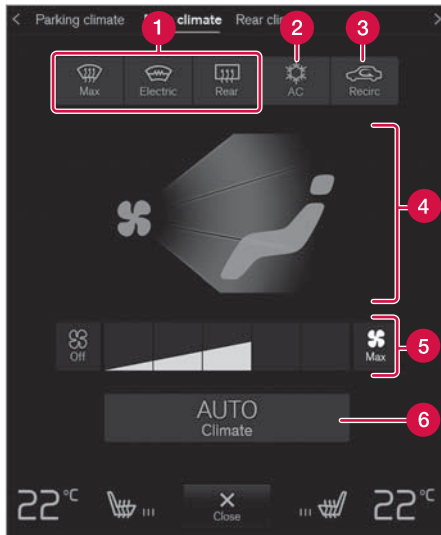 Parking climate climate Rear
1 2 3
Max Electric Rear AC Recirc
4
Off Max
5
AUTO
Climate
6
22°C Close 22°C